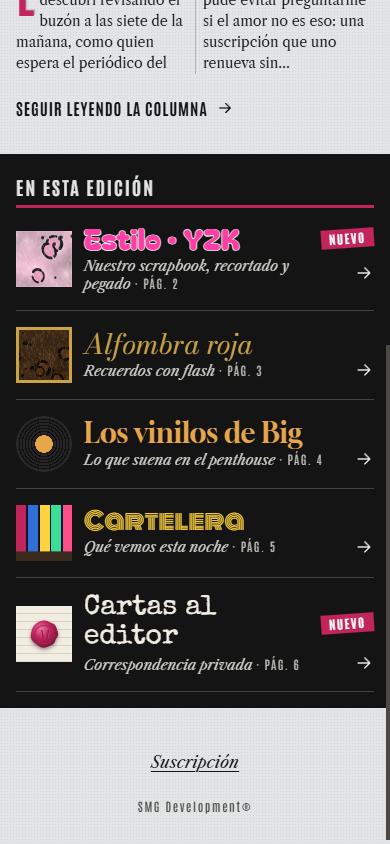 descubrí revisando el
buzón a las siete de la
mañana, como quien
espera el periódico del
pude evitar preguntarme
si el amor no es eso: una
suscripción que uno
renueva sin...
SEGUIR LEYENDO LA COLUMNA →
EN ESTA EDICIÓN
Estilo • Y2K
NUEVO
Nuestro scrapbook, recortado y
pegado · PÁG. 2 →
Alfombra roja
Recuerdos con flash · PÁG. 3 →
Los vinilos de Big
Lo que suena en el penthouse · PÁG. 4 →
Cartelera
Qué vemos esta noche · PÁG. 5 →
Cartas al
editor
NUEVO
Correspondencia privada · PÁG. 6 →
Suscripción
SMG Development®